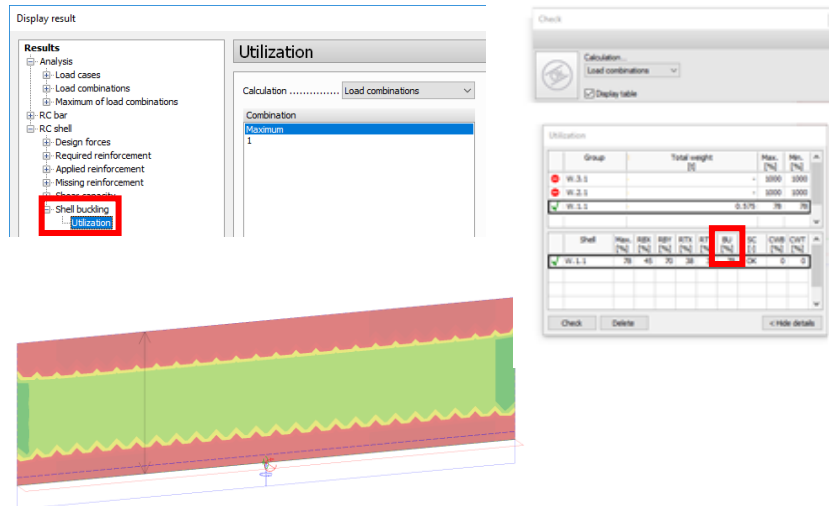 Display result
Results
Analysis
Load cases
Load combinations
Maximum of load combinations
RC bar
RC shell
Design forces
Required reinforcement
Applied reinforcement
Missing reinforcement
Shell buckling
Utilization
Utilization
Calculation ............... Load combinations
Combination
Maximum
1
Check
Calculation...
Load combinations
Display table
Utilization
Group Total weight Max. Min.
[t] [%] [%]
W.3.1 - 1000 1000
W.2.1 - 1000 1000
W.1.1 0.575 78 78
Shell Max. RBX RBY RTX BU SC CWB CWT
[%] [%] [%] [%] [%] [-] [%] [%]
W.1.1 78 45 70 38 OK 0 0
Check Delete < Hide details